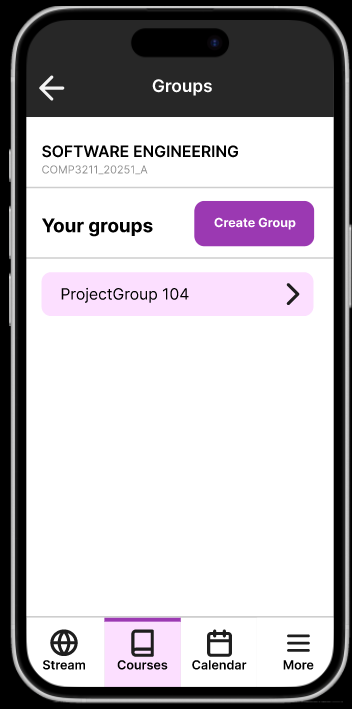 Groups
SOFTWARE ENGINEERING
COMP3211_20251_A
Your groups
Create Group
ProjectGroup 104
Stream
Courses
Calendar
More